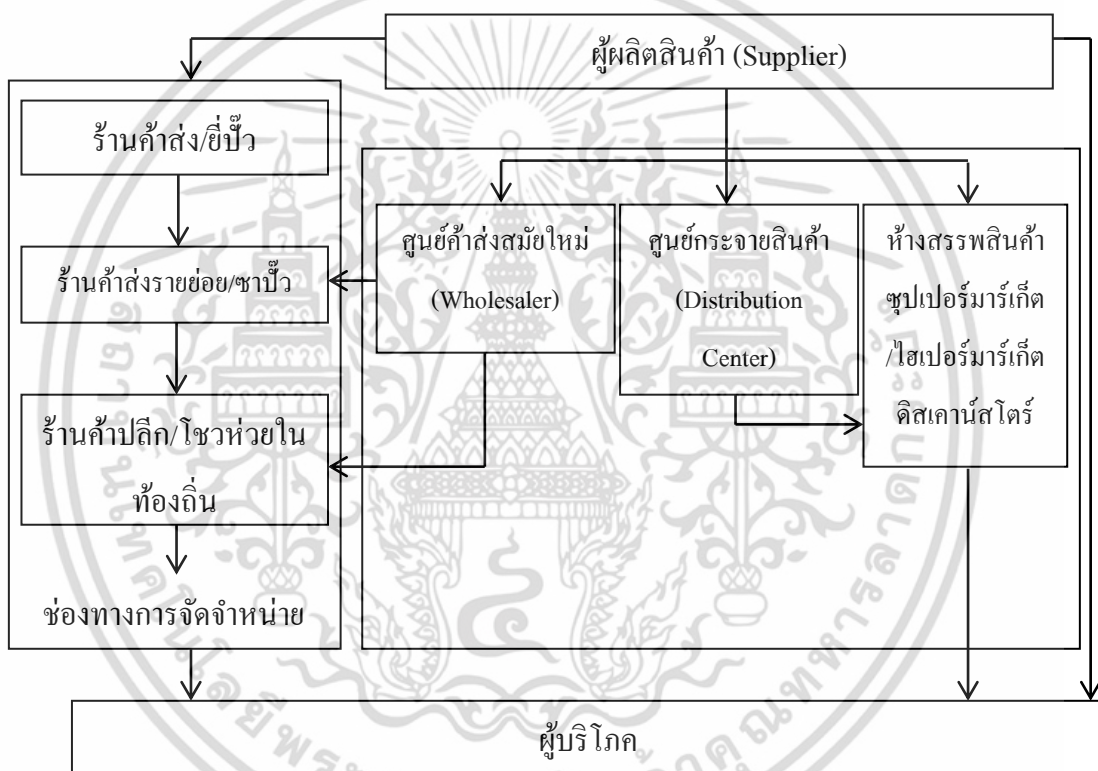 ผู้ผลิตสินค้า (Supplier)
ร้านค้าส่ง/ยี่ปั๊ว
ร้านค้าส่งรายย่อย/ซาปั๊ว
ร้านค้าปลีก/โชวห่วยใน
ท้องถิ่น
ช่องทางการจัดจำหน่าย
ศูนย์ค้าส่งสมัยใหม่
(Wholesaler)
ศูนย์กระจายสินค้า
(Distribution
Center)
ห้างสรรพสินค้า
ซุปเปอร์มาร์เก็ต
/ไฮเปอร์มาร์เก็ต
ดิสเคาน์สโตร์
ผู้บริโภค